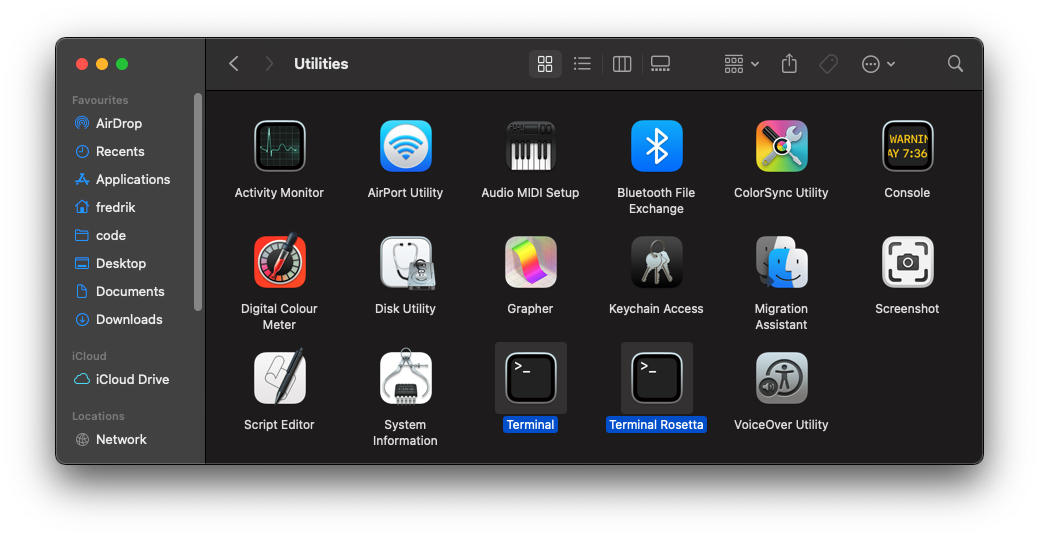 Utilities
Favourites
AirDrop
Recents
Applications
fredrik
code
Desktop
Documents
Downloads
iCloud
iCloud Drive
Locations
Network
WARNIN
AY 7:36
Activity Monitor
AirPort Utility
Audio MIDI Setup
Bluetooth File
Exchange
ColorSync Utility
Console
Digital Colour
Meter
Disk Utility
Grapher
Keychain Access
Migration
Assistant
Screenshot
>_
>_
Script Editor
System
Information
Terminal
Terminal Rosetta
VoiceOver Utility